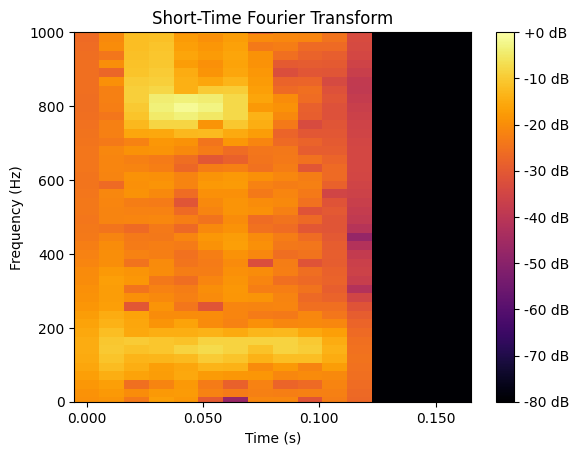 Short-Time Fourier Transform
1000
800
600
400
200
0
Frequency (Hz)
0.000
0.050
0.100
0.150
Time (s)
+0 dB
-10 dB
-20 dB
-30 dB
-40 dB
-50 dB
-60 dB
-70 dB
-80 dB